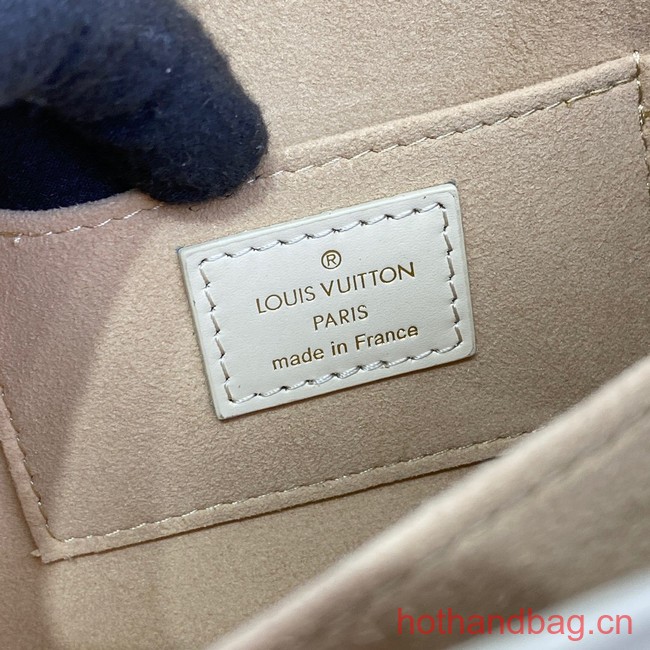 ®
LOUIS VUITTON
PARIS
made in France
hothandbag.cn